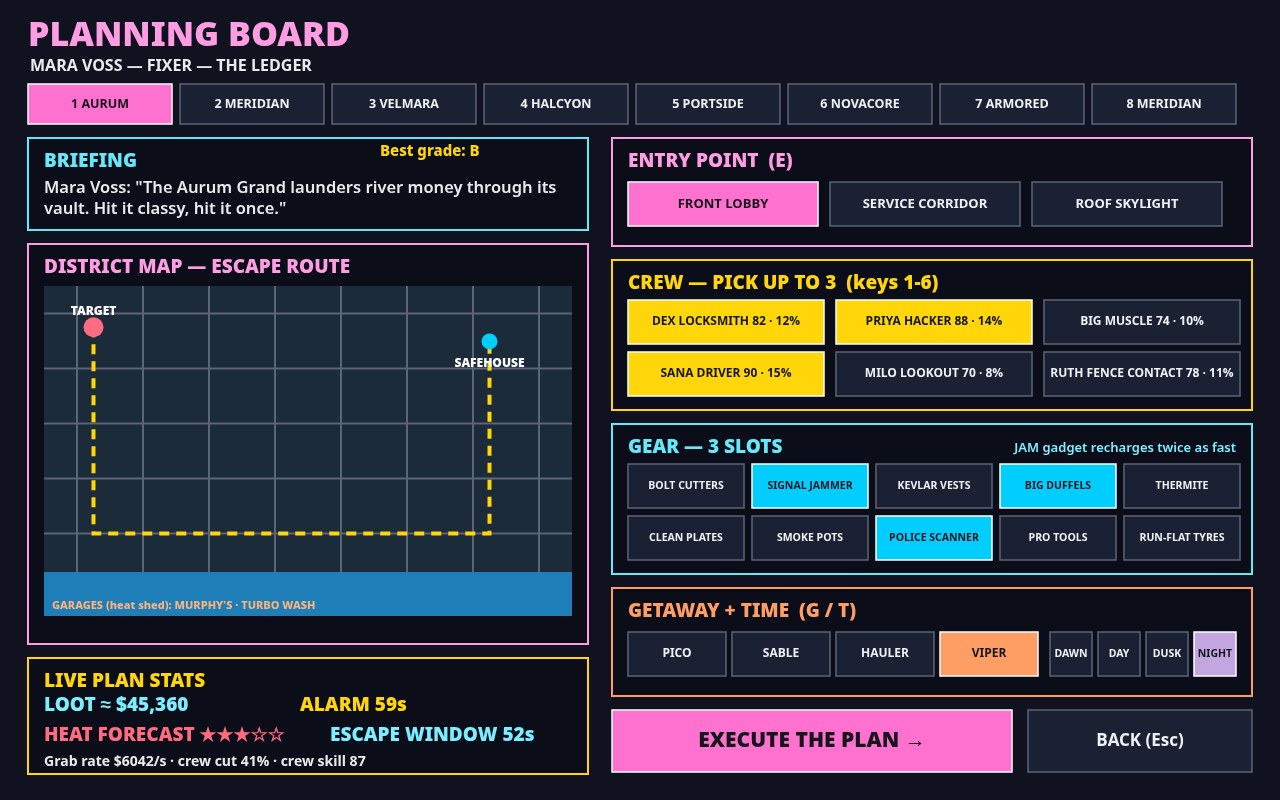 PLANNING BOARD
MARA VOSS — FIXER — THE LEDGER
1 AURUM
2 MERIDIAN
3 VELMARA
4 HALCYON
5 PORTSIDE
6 NOVACORE
7 ARMORED
8 MERIDIAN
BRIEFING
Best grade: B
Mara Voss: "The Aurum Grand launders river money through its
vault. Hit it classy, hit it once."
DISTRICT MAP — ESCAPE ROUTE
TARGET
SAFEHOUSE
GARAGES (heat shed): MURPHY'S · TURBO WASH
LIVE PLAN STATS
LOOT ≈ $45,360
ALARM 59s
HEAT FORECAST ★★★☆☆
ESCAPE WINDOW 52s
Grab rate $6042/s · crew cut 41% · crew skill 87
ENTRY POINT (E)
FRONT LOBBY
SERVICE CORRIDOR
ROOF SKYLIGHT
CREW — PICK UP TO 3 (keys 1-6)
DEX LOCKSMITH 82 · 12%
PRIYA HACKER 88 · 14%
BIG MUSCLE 74 · 10%
SANA DRIVER 90 · 15%
MILO LOOKOUT 70 · 8%
RUTH FENCE CONTACT 78 · 11%
GEAR — 3 SLOTS
JAM gadget recharges twice as fast
BOLT CUTTERS
SIGNAL JAMMER
KEVLAR VESTS
BIG DUFFELS
THERMITE
CLEAN PLATES
SMOKE POTS
POLICE SCANNER
PRO TOOLS
RUN-FLAT TYRES
GETAWAY + TIME (G / T)
PICO
SABLE
HAULER
VIPER
DAWN
DAY
DUSK
NIGHT
EXECUTE THE PLAN →
BACK (Esc)